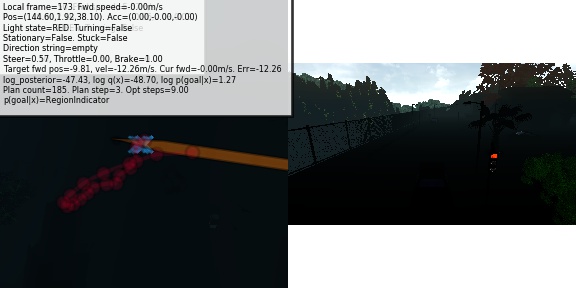 Local frame=173: Fwd speed=-0.00m/s
Pos=(144.60,1.92,38.10). Acc=(0.00;-0.00,-0.00)
Light state=RED. Turning=False
Stationary=False. Stuck=False
Direction string=empty
Steer=0.57, Throttle=0.00, Brake=1.00
Target fwd pos=-9.81, vel=-12.26m/s. Cur fwd=-0.00m/s. Err=-12.26
log_posterior=-47.43, log q(x)=-48.70, log p(goal|x)=1.27
Plan count=185. Plan step=3. Opt steps=9.00
p(goal|x)=RegionIndicator